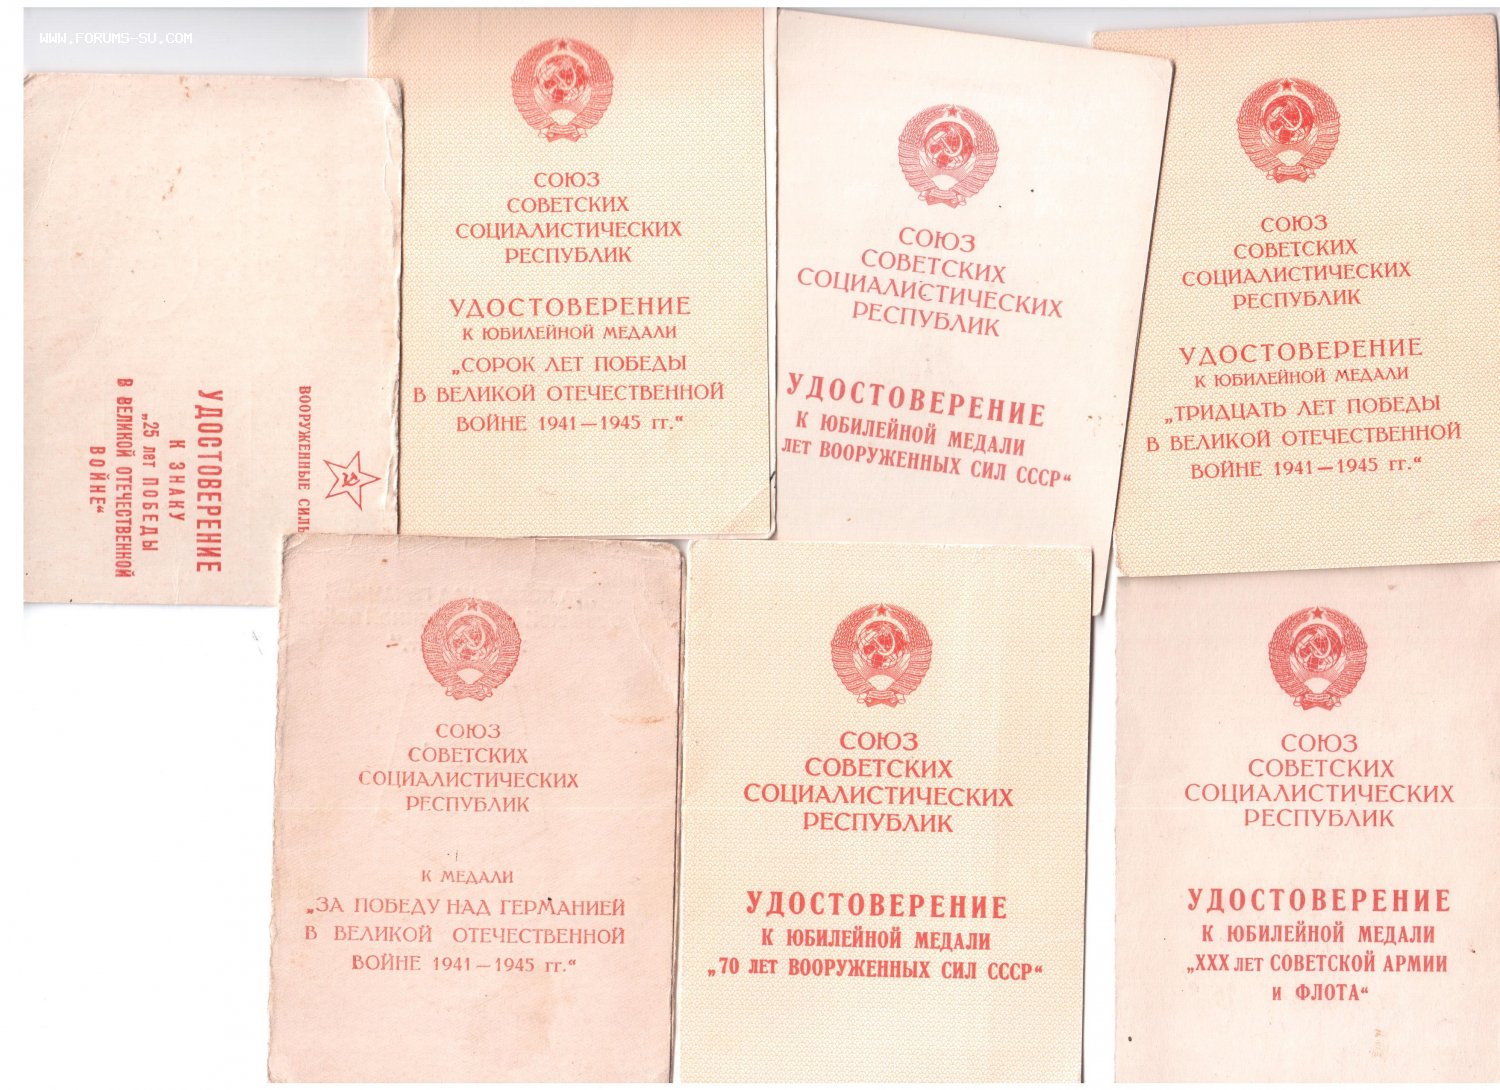 WWW.FORUMS-SU.COM
ВООРУЖЕННЫЕ
УДОСТОВЕРЕНИЕ
К ЗНАКУ
„25 лет ПОБЕДЫ
В ВЕЛИКОЙ ОТЕЧЕСТВЕННОЙ
ВОЙНЕ“
СОЮЗ
СОВЕТСКИХ
СОЦИАЛИСТИЧЕСКИХ
РЕСПУБЛИК
УДОСТОВЕРЕНИЕ
К ЮБИЛЕЙНОЙ МЕДАЛИ
„СОРОК ЛЕТ ПОБЕДЫ
В ВЕЛИКОЙ ОТЕЧЕСТВЕННОЙ
ВОЙНЕ 1941—1945 гг.“
СОЮЗ
СОВЕТСКИХ
СОЦИАЛИСТИЧЕСКИХ
РЕСПУБЛИК
УДОСТОВЕРЕНИЕ
К ЮБИЛЕЙНОЙ МЕДАЛИ
ЛЕТ ВООРУЖЕННЫХ СИЛ СССР“
СОЮЗ
СОВЕТСКИХ
СОЦИАЛИСТИЧЕСКИХ
РЕСПУБЛИК
УДОСТОВЕРЕНИЕ
К ЮБИЛЕЙНОЙ МЕДАЛИ
„ТРИДЦАТЬ ЛЕТ ПОБЕДЫ
В ВЕЛИКОЙ ОТЕЧЕСТВЕННОЙ
ВОЙНЕ 1941—1945 гг.“
СОЮЗ
СОВЕТСКИХ
СОЦИАЛИСТИЧЕСКИХ
РЕСПУБЛИК
К МЕДАЛИ
„ЗА ПОБЕДУ НАД ГЕРМАНИЕЙ
В ВЕЛИКОЙ ОТЕЧЕСТВЕННОЙ
ВОЙНЕ 1941—1945 гг.“
СОЮЗ
СОВЕТСКИХ
СОЦИАЛИСТИЧЕСКИХ
РЕСПУБЛИК
УДОСТОВЕРЕНИЕ
К ЮБИЛЕЙНОЙ МЕДАЛИ
„70 ЛЕТ ВООРУЖЕННЫХ СИЛ СССР“
СОЮЗ
СОВЕТСКИХ
СОЦИАЛИСТИЧЕСКИХ
РЕСПУБЛИК
УДОСТОВЕРЕНИЕ
К ЮБИЛЕЙНОЙ МЕДАЛИ
„XXX ЛЕТ СОВЕТСКОЙ АРМИИ
И ФЛОТА“